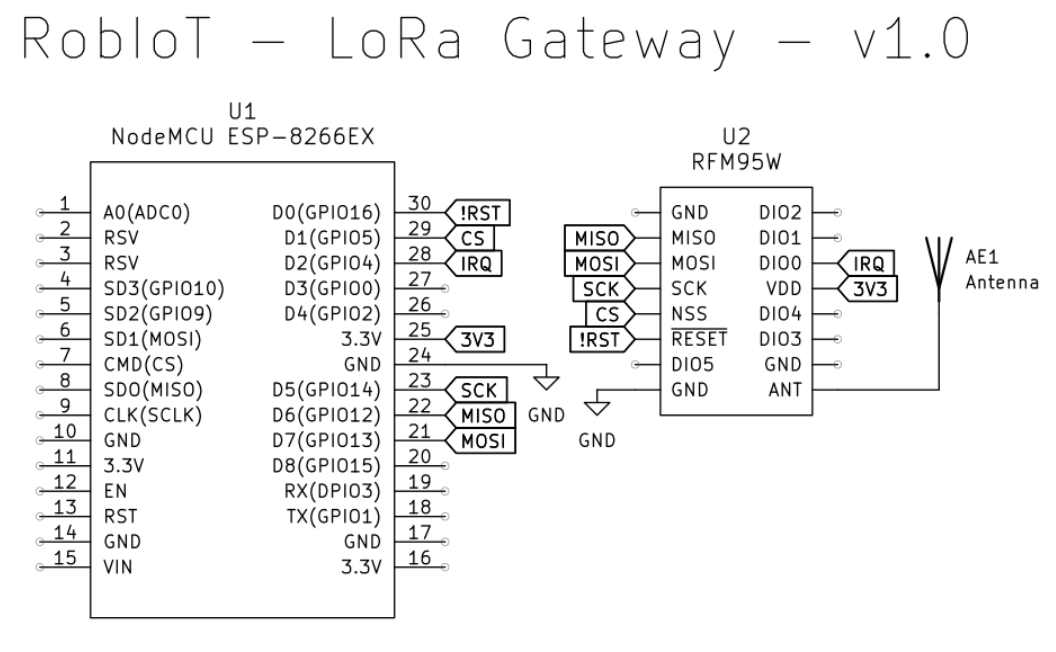 RobIoT - LoRa Gateway - v1.0
U1
NodeMCU ESP-8266EX
1 A0(ADC0) D0(GPIO16) 30 !RST
2 RSV D1(GPIO5) 29 CS
3 RSV D2(GPIO4) 28 IRQ
4 SD3(GPIO10) D3(GPIO0) 27
5 SD2(GPIO9) D4(GPIO2) 26
6 SD1(MOSI) 3.3V 25 3V3
7 CMD(CS) GND 24
8 SD0(MISO) D5(GPIO14) 23 SCK
9 CLK(SCLK) D6(GPIO12) 22 MISO
10 GND D7(GPIO13) 21 MOSI
11 3.3V D8(GPIO15) 20
12 EN RX(DPIO3) 19
13 RST TX(GPIO1) 18
14 GND GND 17
15 VIN 3.3V 16
GND
U2
RFM95W
GND DIO2
MISO MISO DIO1
MOSI MOSI DIO0 IRQ
SCK SCK VDD 3V3
CS NSS DIO4
!RST RESET DIO3
DIO5 GND
GND ANT
GND
AE1
Antenna